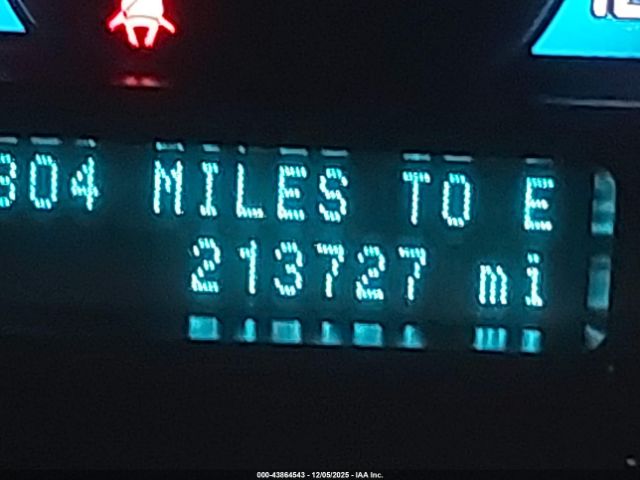 304 MILES TO E
213727 mi
000-43864543 - 12/05/2025 - IAA Inc.